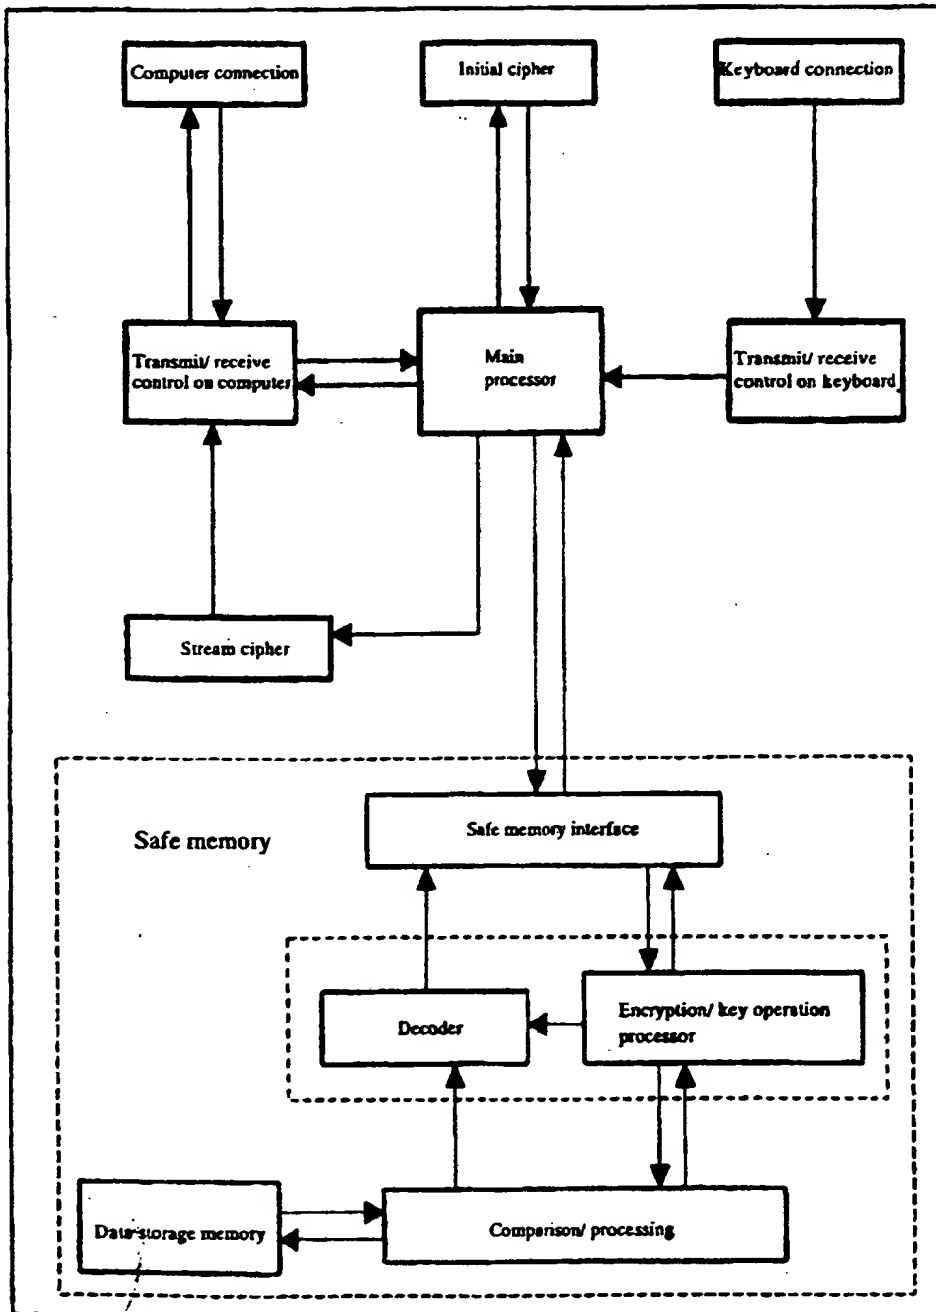 Computer connection
Initial cipher
Keyboard connection
Transmit/ receive
control on computer
Main
processor
Transmit/ receive
control on keyboard
Stream cipher
Safe memory
Safe memory interface
Decoder
Encryption/ key operation
processor
Data storage memory
Comparison/ processing